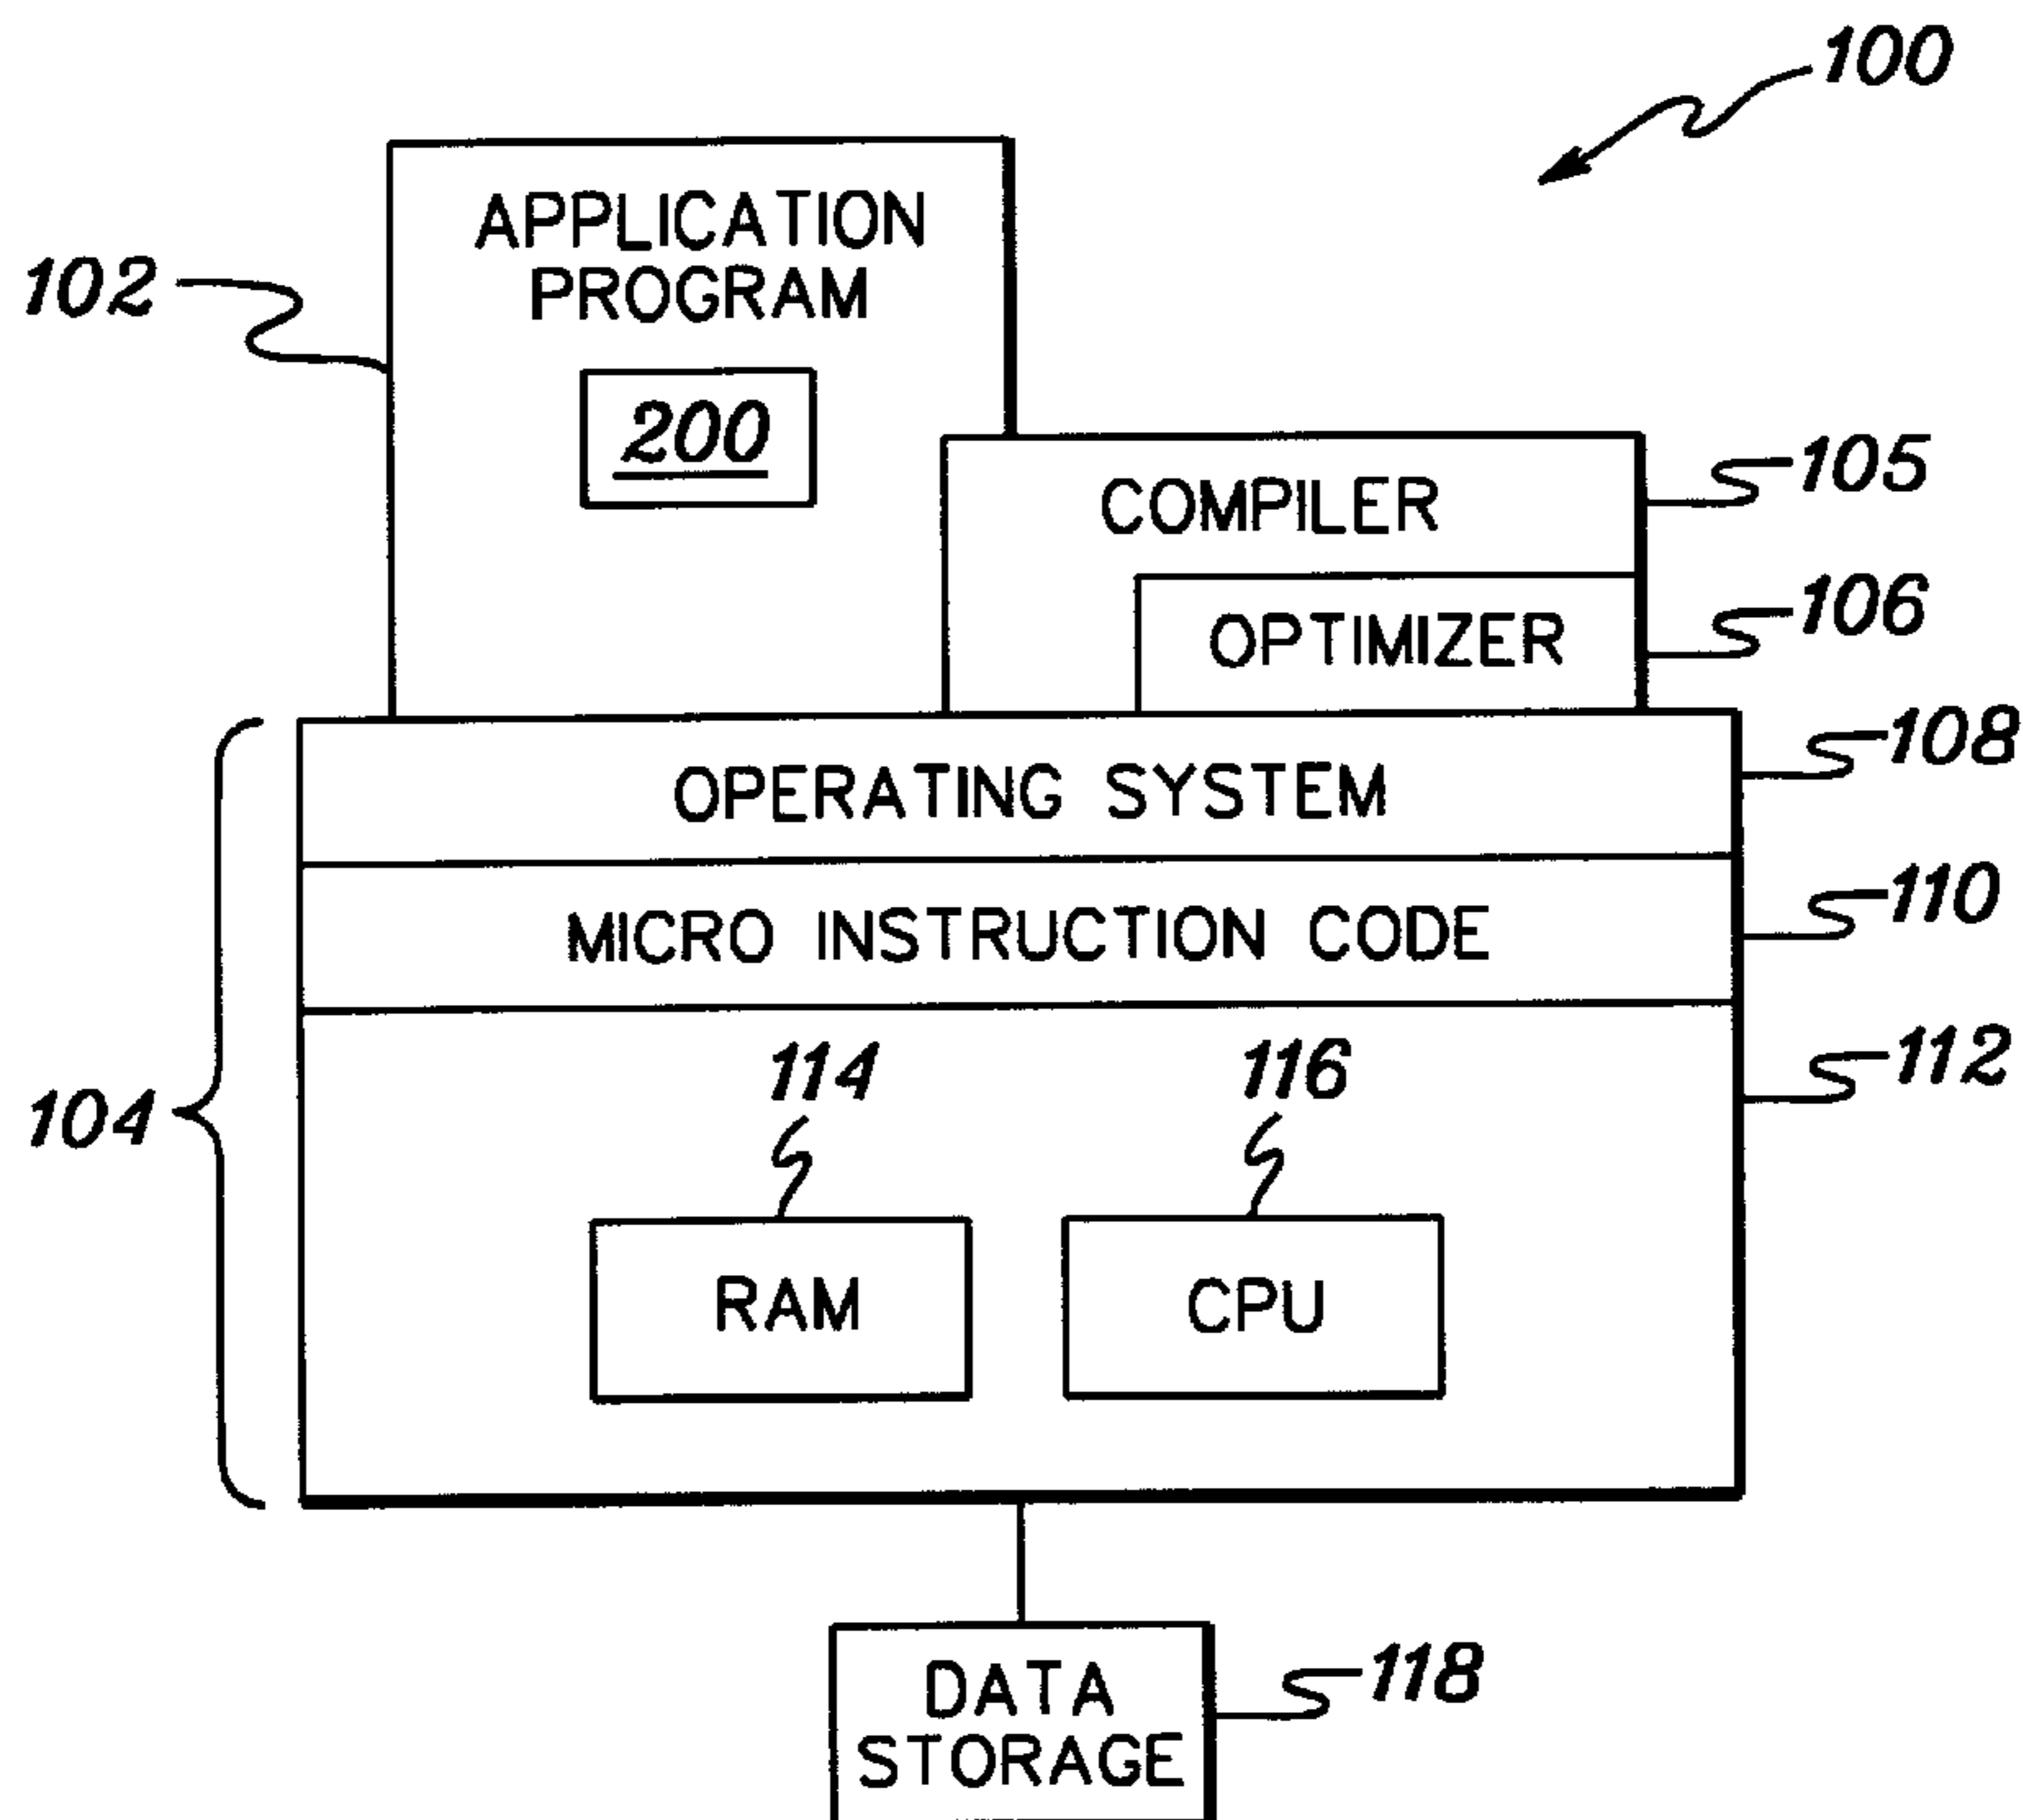 100
APPLICATION
PROGRAM
102
200
COMPILER
105
OPTIMIZER
106
OPERATING SYSTEM
108
MICRO INSTRUCTION CODE
110
112
114
116
104
RAM
CPU
DATA
STORAGE
118